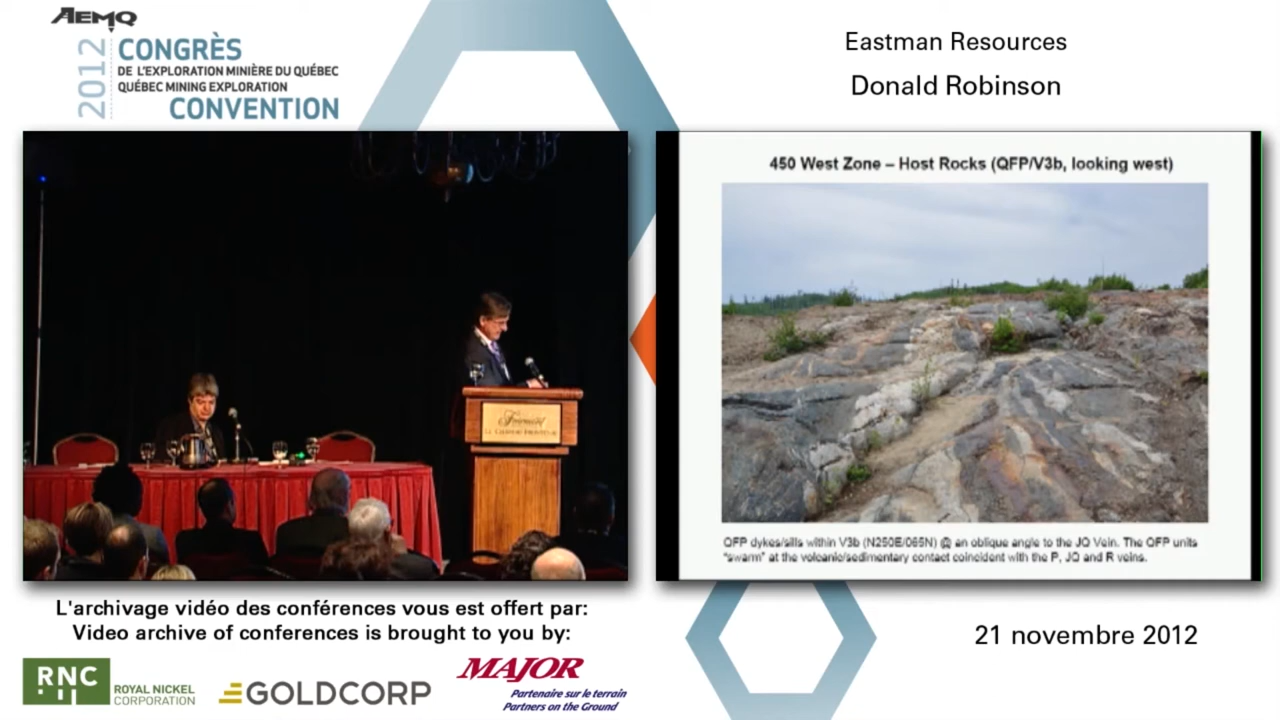 AEMQ
2012
CONGRÈS
DE L'EXPLORATION MINIÈRE DU QUÉBEC
QUÉBEC MINING EXPLORATION
CONVENTION
Eastman Resources
Donald Robinson
Fairmont
LE CHÂTEAU FRONTENAC
450 West Zone – Host Rocks (QFP/V3b, looking west)
QFP dykes/sills within V3b (N250E/065N) @ an oblique angle to the JQ Vein. The QFP units
"swarm" at the volcanic/sedimentary contact coincident with the P, JQ and R veins.
L'archivage vidéo des conférences vous est offert par:
Video archive of conferences is brought to you by:
21 novembre 2012
RNC
ROYAL NICKEL
CORPORATION
GOLDCORP
MAJOR
Partenaire sur le terrain
Partners on the Ground